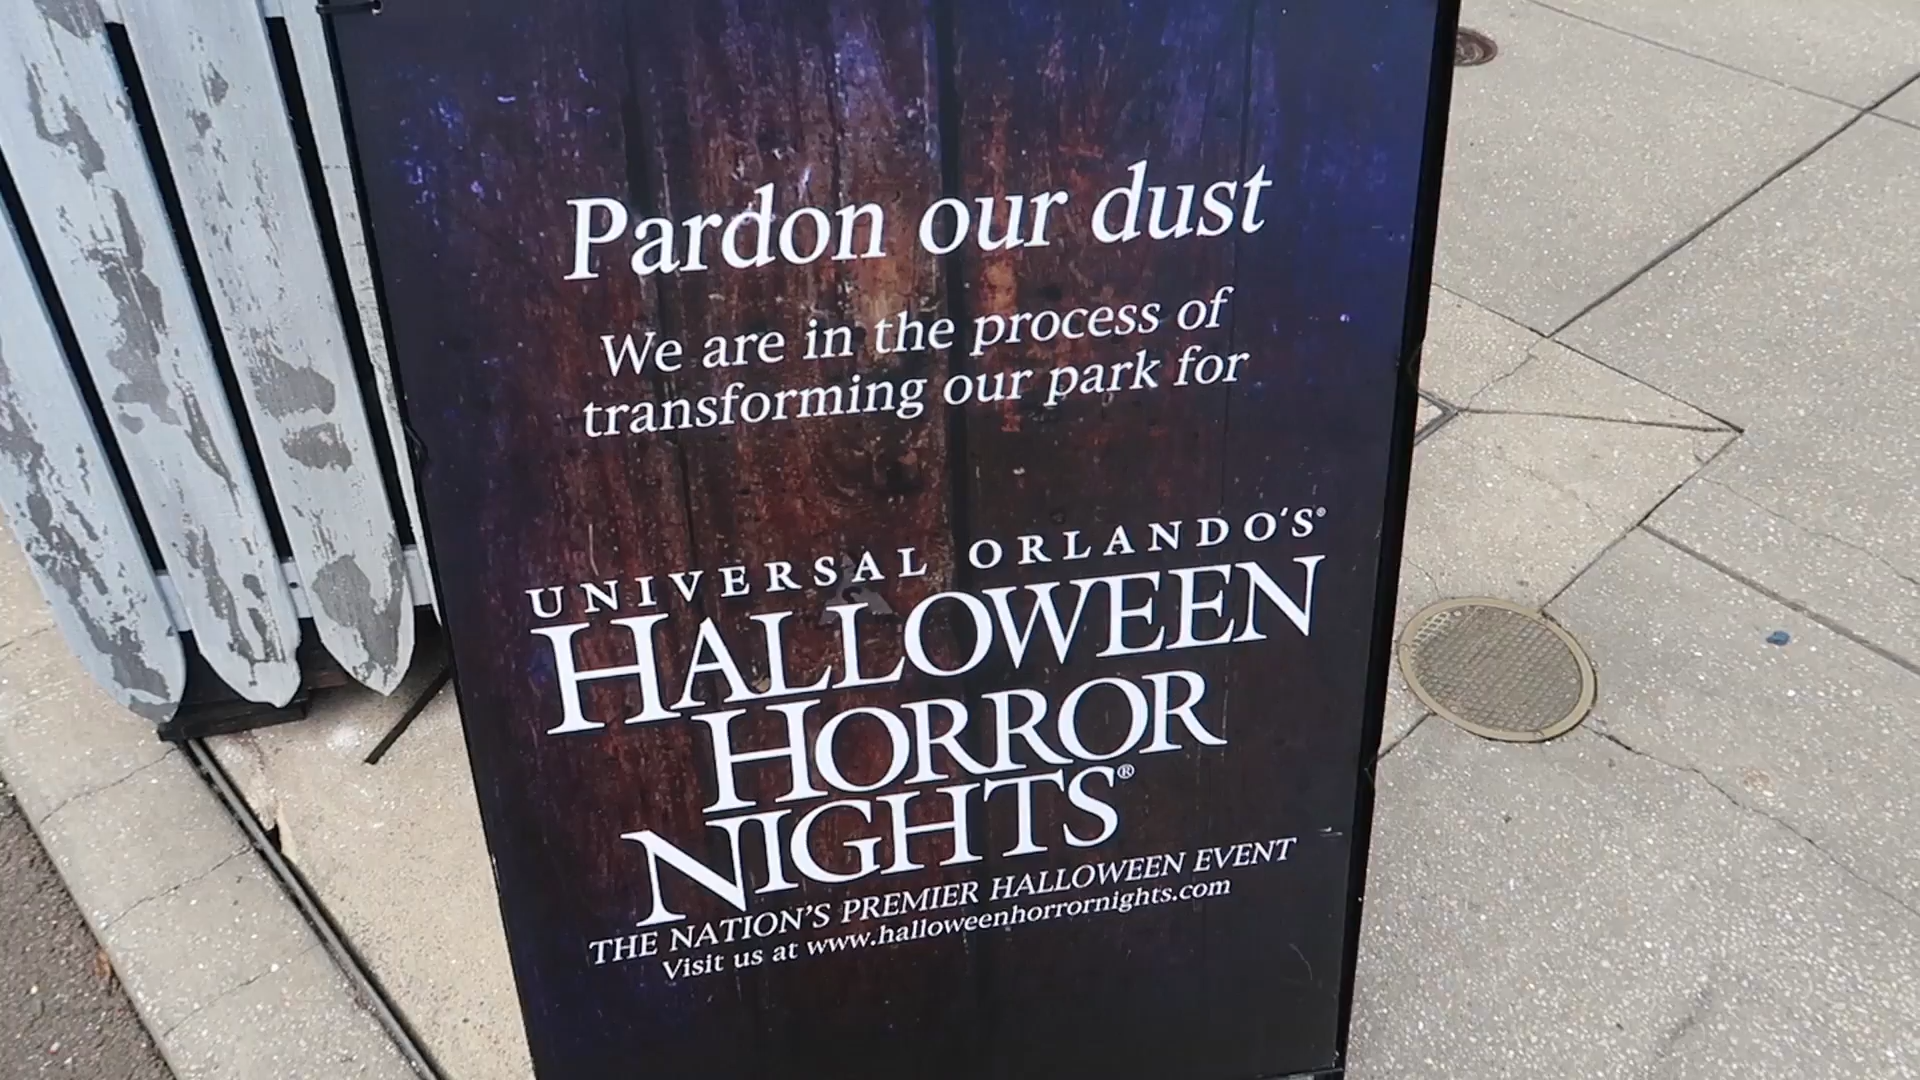 Pardon our dust
We are in the process of
transforming our park for
UNIVERSAL ORLANDO'S®
HALLOWEEN
HORROR
NIGHTS®
THE NATION'S PREMIER HALLOWEEN EVENT
Visit us at www.halloweenhorrornights.com